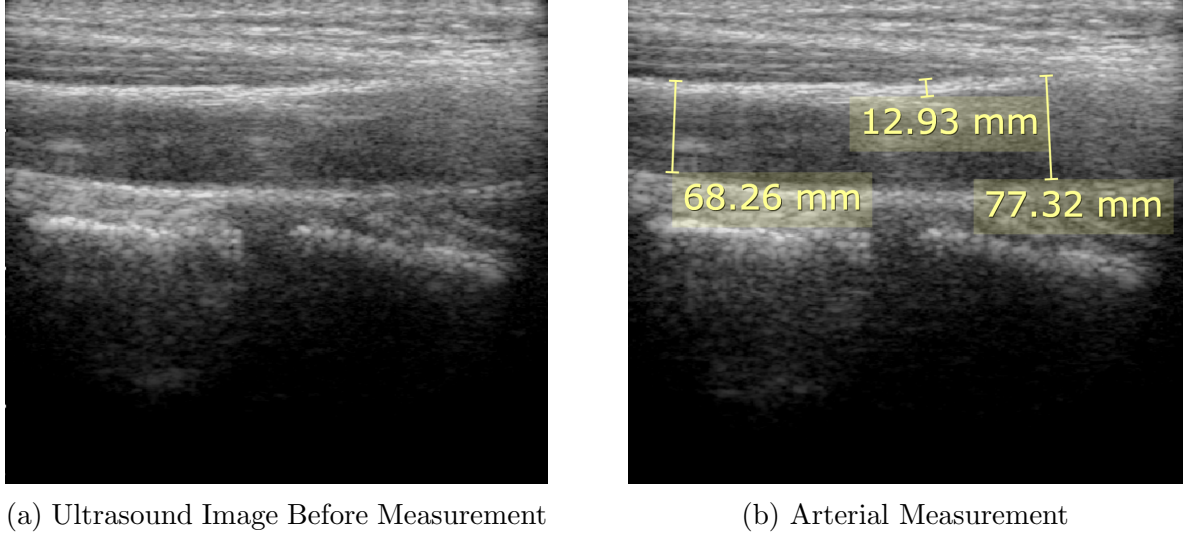 12.93 mm
68.26 mm
77.32 mm
(a) Ultrasound Image Before Measurement
(b) Arterial Measurement